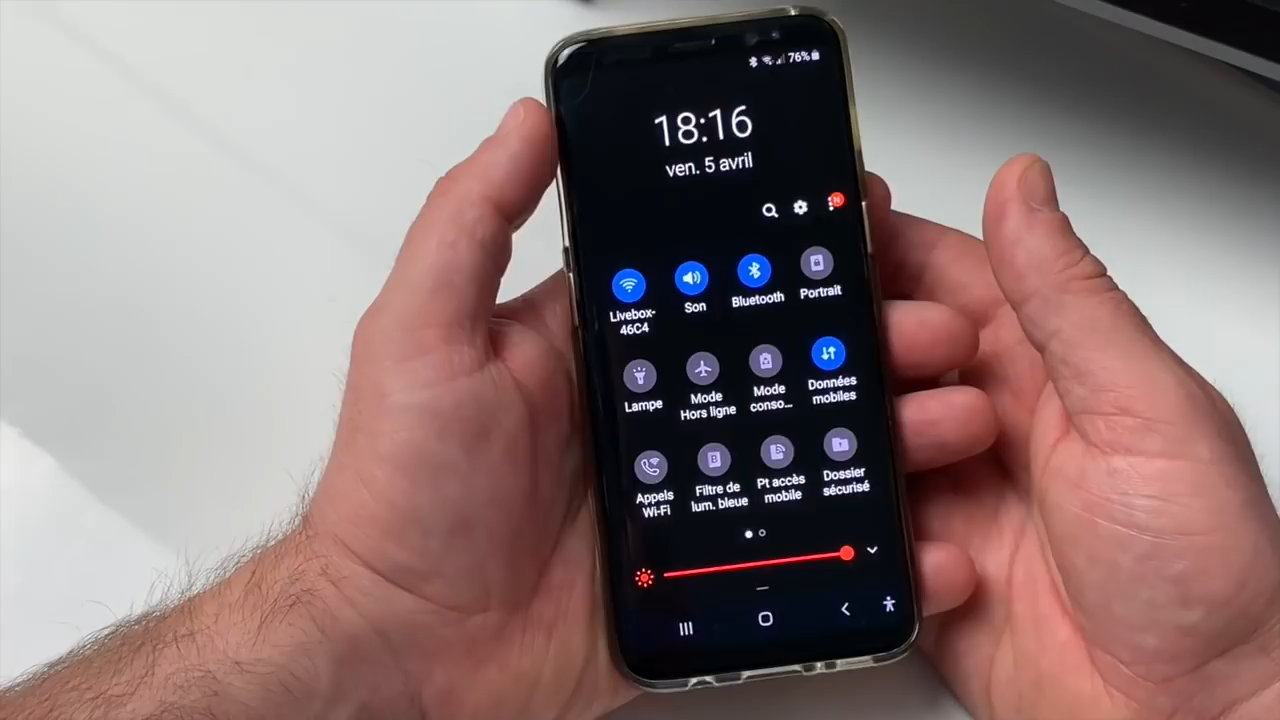 76%
18:16
ven. 5 avril
N
Livebox-
46C4
Son
Bluetooth
Portrait
Lampe
Mode
Hors ligne
Mode
conso...
Données
mobiles
Appels
Wi-Fi
Filtre de
lum. bleue
Pt accès
mobile
Dossier
sécurisé